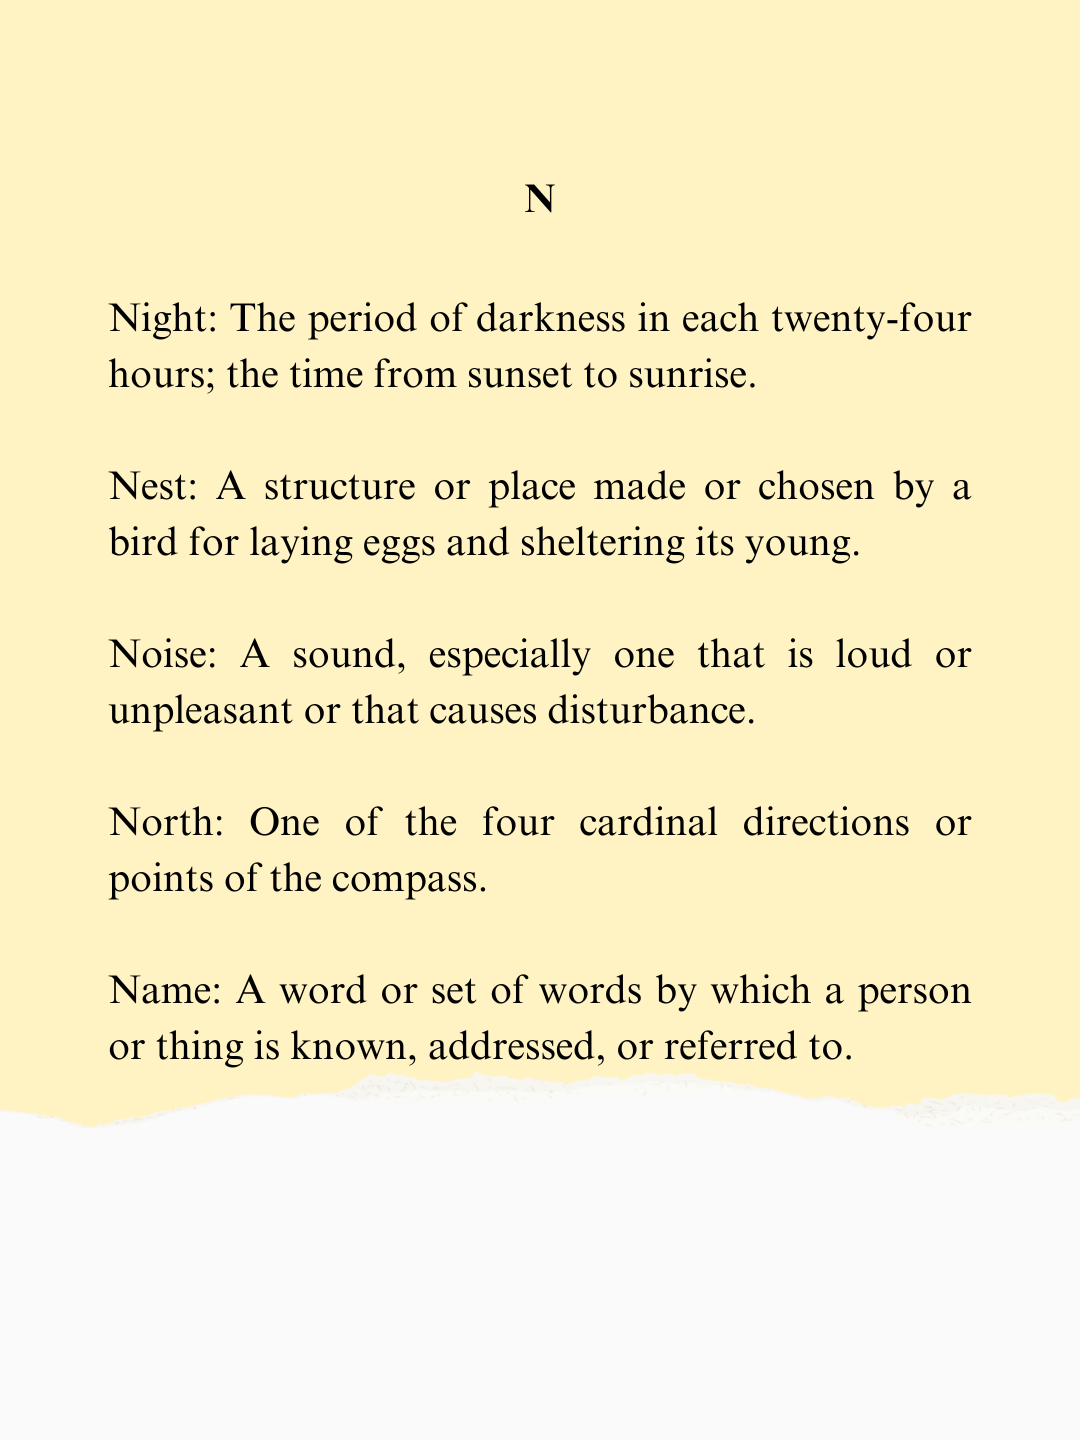 N
Night: The period of darkness in each twenty-four
hours; the time from sunset to sunrise.
Nest: A structure or place made or chosen by a
bird for laying eggs and sheltering its young.
Noise: A sound, especially one that is loud or
unpleasant or that causes disturbance.
North: One of the four cardinal directions or
points of the compass.
Name: A word or set of words by which a person
or thing is known, addressed, or referred to.